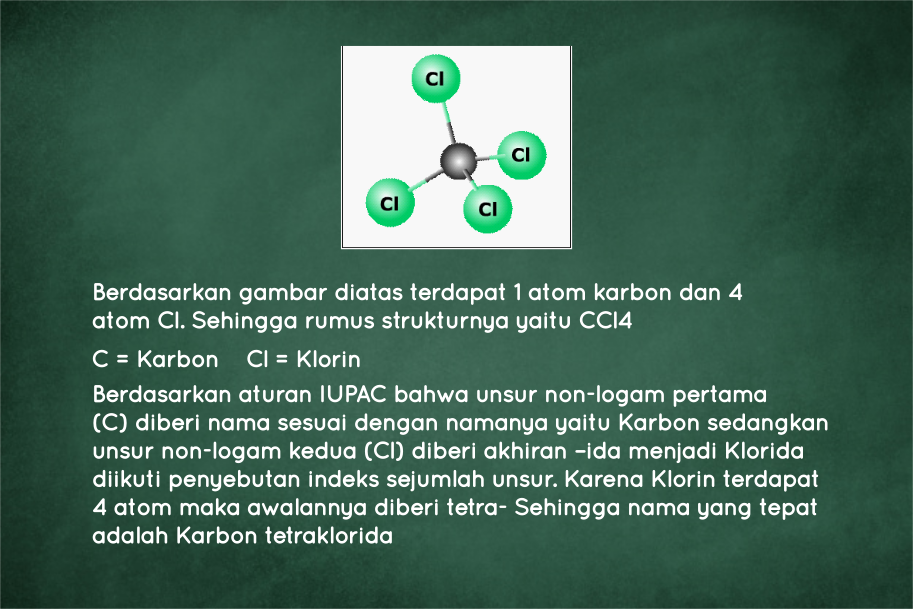 Cl
Cl
Cl
Cl
Berdasarkan gambar diatas terdapat 1 atom karbon dan 4
atom Cl. Sehingga rumus strukturnya yaitu CCl4
C = Karbon Cl = Klorin
Berdasarkan aturan IUPAC bahwa unsur non-logam pertama
(C) diberi nama sesuai dengan namanya yaitu Karbon sedangkan
unsur non-logam kedua (Cl) diberi akhiran –ida menjadi Klorida
diikuti penyebutan indeks sejumlah unsur. Karena Klorin terdapat
4 atom maka awalannya diberi tetra- Sehingga nama yang tepat
adalah Karbon tetraklorida